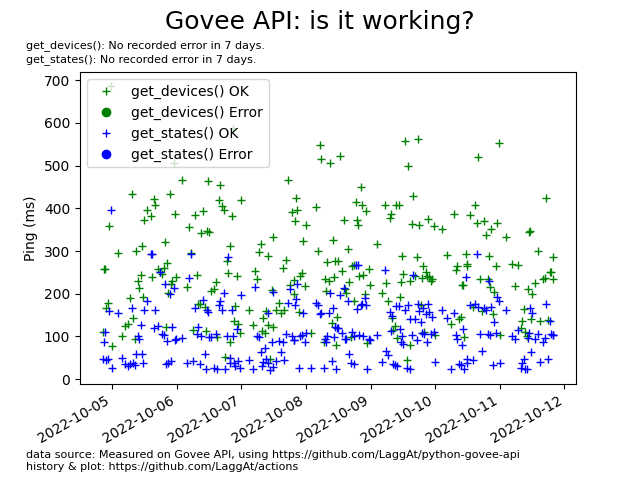 Govee API: is it working?
get_devices(): No recorded error in 7 days.
get_states(): No recorded error in 7 days.
700
600
500
400
300
200
100
0
Ping (ms)
get_devices() OK
get_devices() Error
get_states() OK
get_states() Error
2022-10-05
2022-10-06
2022-10-07
2022-10-08
2022-10-09
2022-10-10
2022-10-11
2022-10-12
data source: Measured on Govee API, using https://github.com/LaggAt/python-govee-api
history & plot: https://github.com/LaggAt/actions